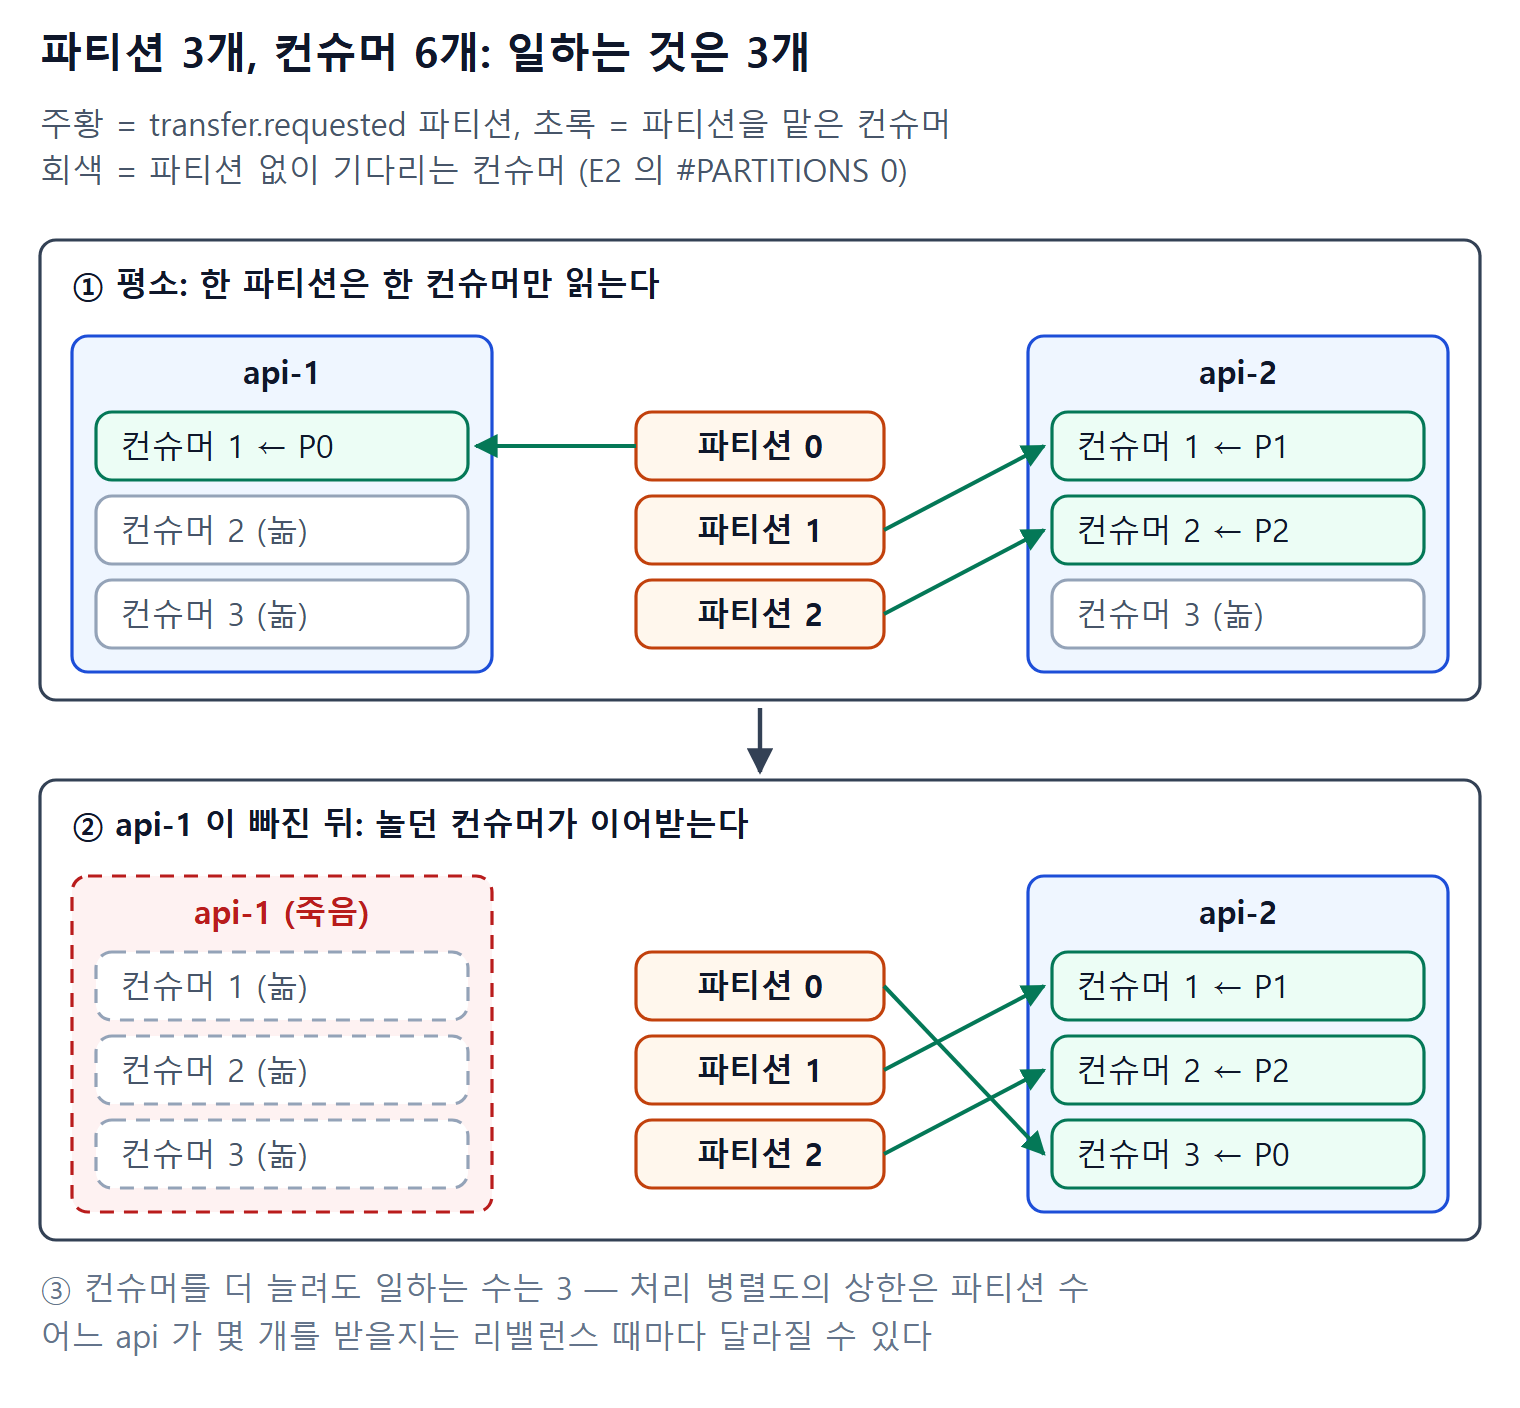 파티션 3개, 컨슈머 6개: 일하는 것은 3개
주황 = transfer.requested 파티션, 초록 = 파티션을 맡은 컨슈머
회색 = 파티션 없이 기다리는 컨슈머 (E2 의 #PARTITIONS 0)
① 평소: 한 파티션은 한 컨슈머만 읽는다
api-1
컨슈머 1 ← P0
컨슈머 2 (놂)
컨슈머 3 (놂)
파티션 0
파티션 1
파티션 2
api-2
컨슈머 1 ← P1
컨슈머 2 ← P2
컨슈머 3 (놂)
② api-1 이 빠진 뒤: 놀던 컨슈머가 이어받는다
api-1 (죽음)
컨슈머 1 (놂)
컨슈머 2 (놂)
컨슈머 3 (놂)
파티션 0
파티션 1
파티션 2
api-2
컨슈머 1 ← P1
컨슈머 2 ← P2
컨슈머 3 ← P0
③ 컨슈머를 더 늘려도 일하는 수는 3 — 처리 병렬도의 상한은 파티션 수
어느 api 가 몇 개를 받을지는 리밸런스 때마다 달라질 수 있다